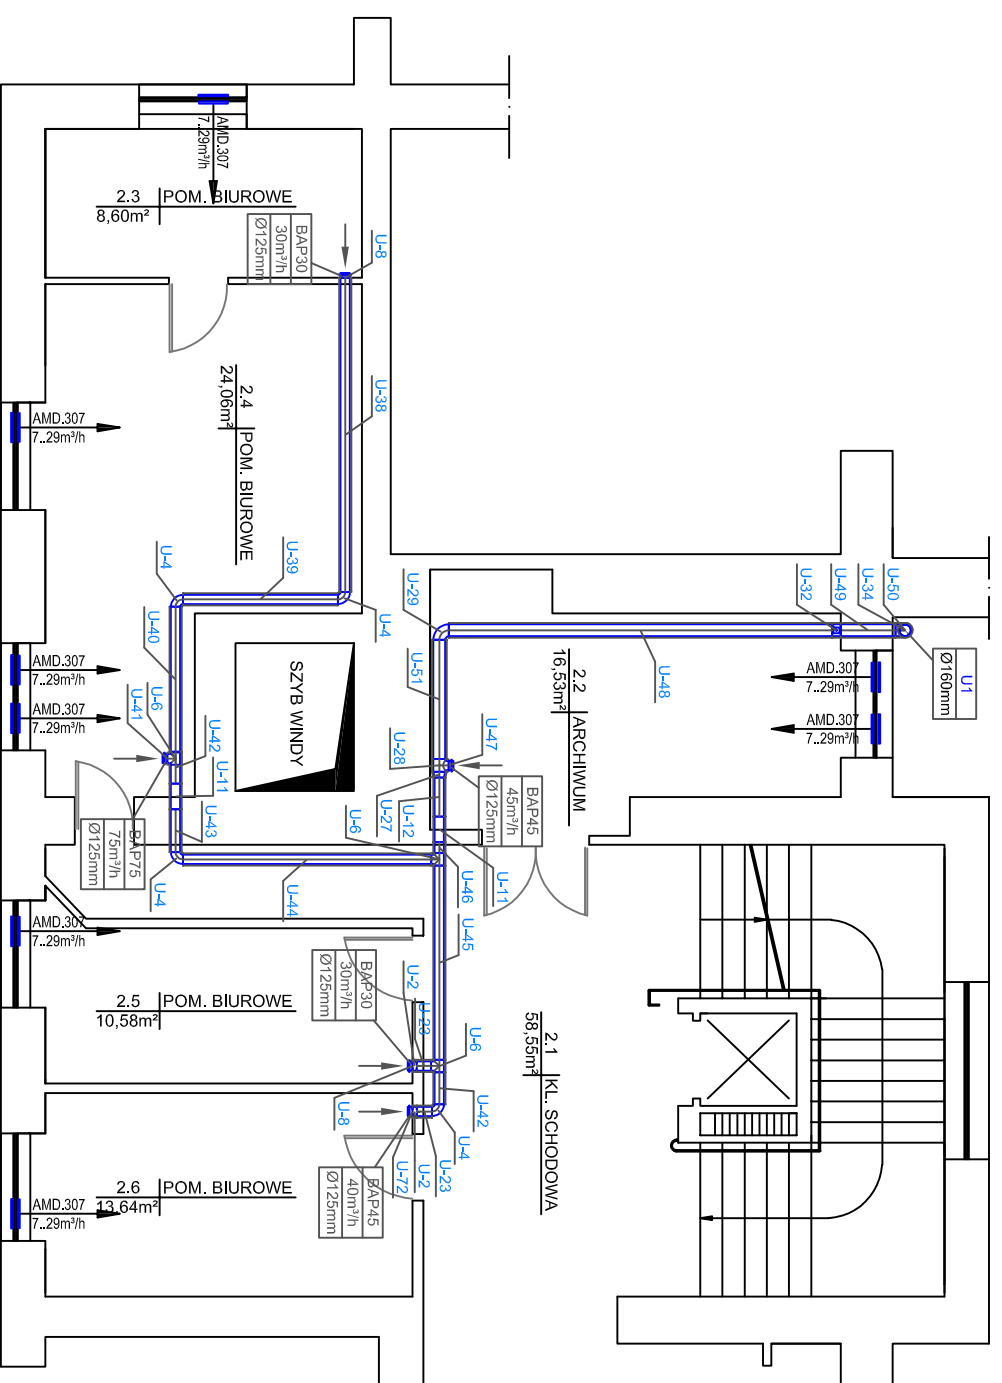 AMD.307
7..29m³/h
2.3 POM. BIUROWE
8,60m²
BAP30
30m³/h
Ø125mm
U-8
U-38
2.4 POM. BIUROWE
24,06m²
AMD.307
7..29m³/h
U-4
U-39
U-4
U-29
U-40
U-6
U-41
U-42
U-11
U-43
U-4
U-44
SZYB WINDY
AMD.307
7..29m³/h
AMD.307
7..29m³/h
BAP75
75m³/h
Ø125mm
U-32
U-49
U-34
U-50
U1
Ø160mm
U-48
U-51
2.2 ARCHIWUM
16,53m²
AMD.307
7..29m³/h
AMD.307
7..29m³/h
U-47
U-28
U-27
U-12
U-6
BAP45
45m³/h
Ø125mm
U-11
U-46
U-45
AMD.307
7..29m³/h
2.5 POM. BIUROWE
10,58m²
BAP30
30m³/h
Ø125mm
U-2
U-23
U-6
U-8
U-42
U-4
U-23
U-2
U-72
2.1 KL. SCHODOWA
58,55m²
2.6 POM. BIUROWE
13,64m²
AMD.307
7..29m³/h
BAP45
40m³/h
Ø125mm